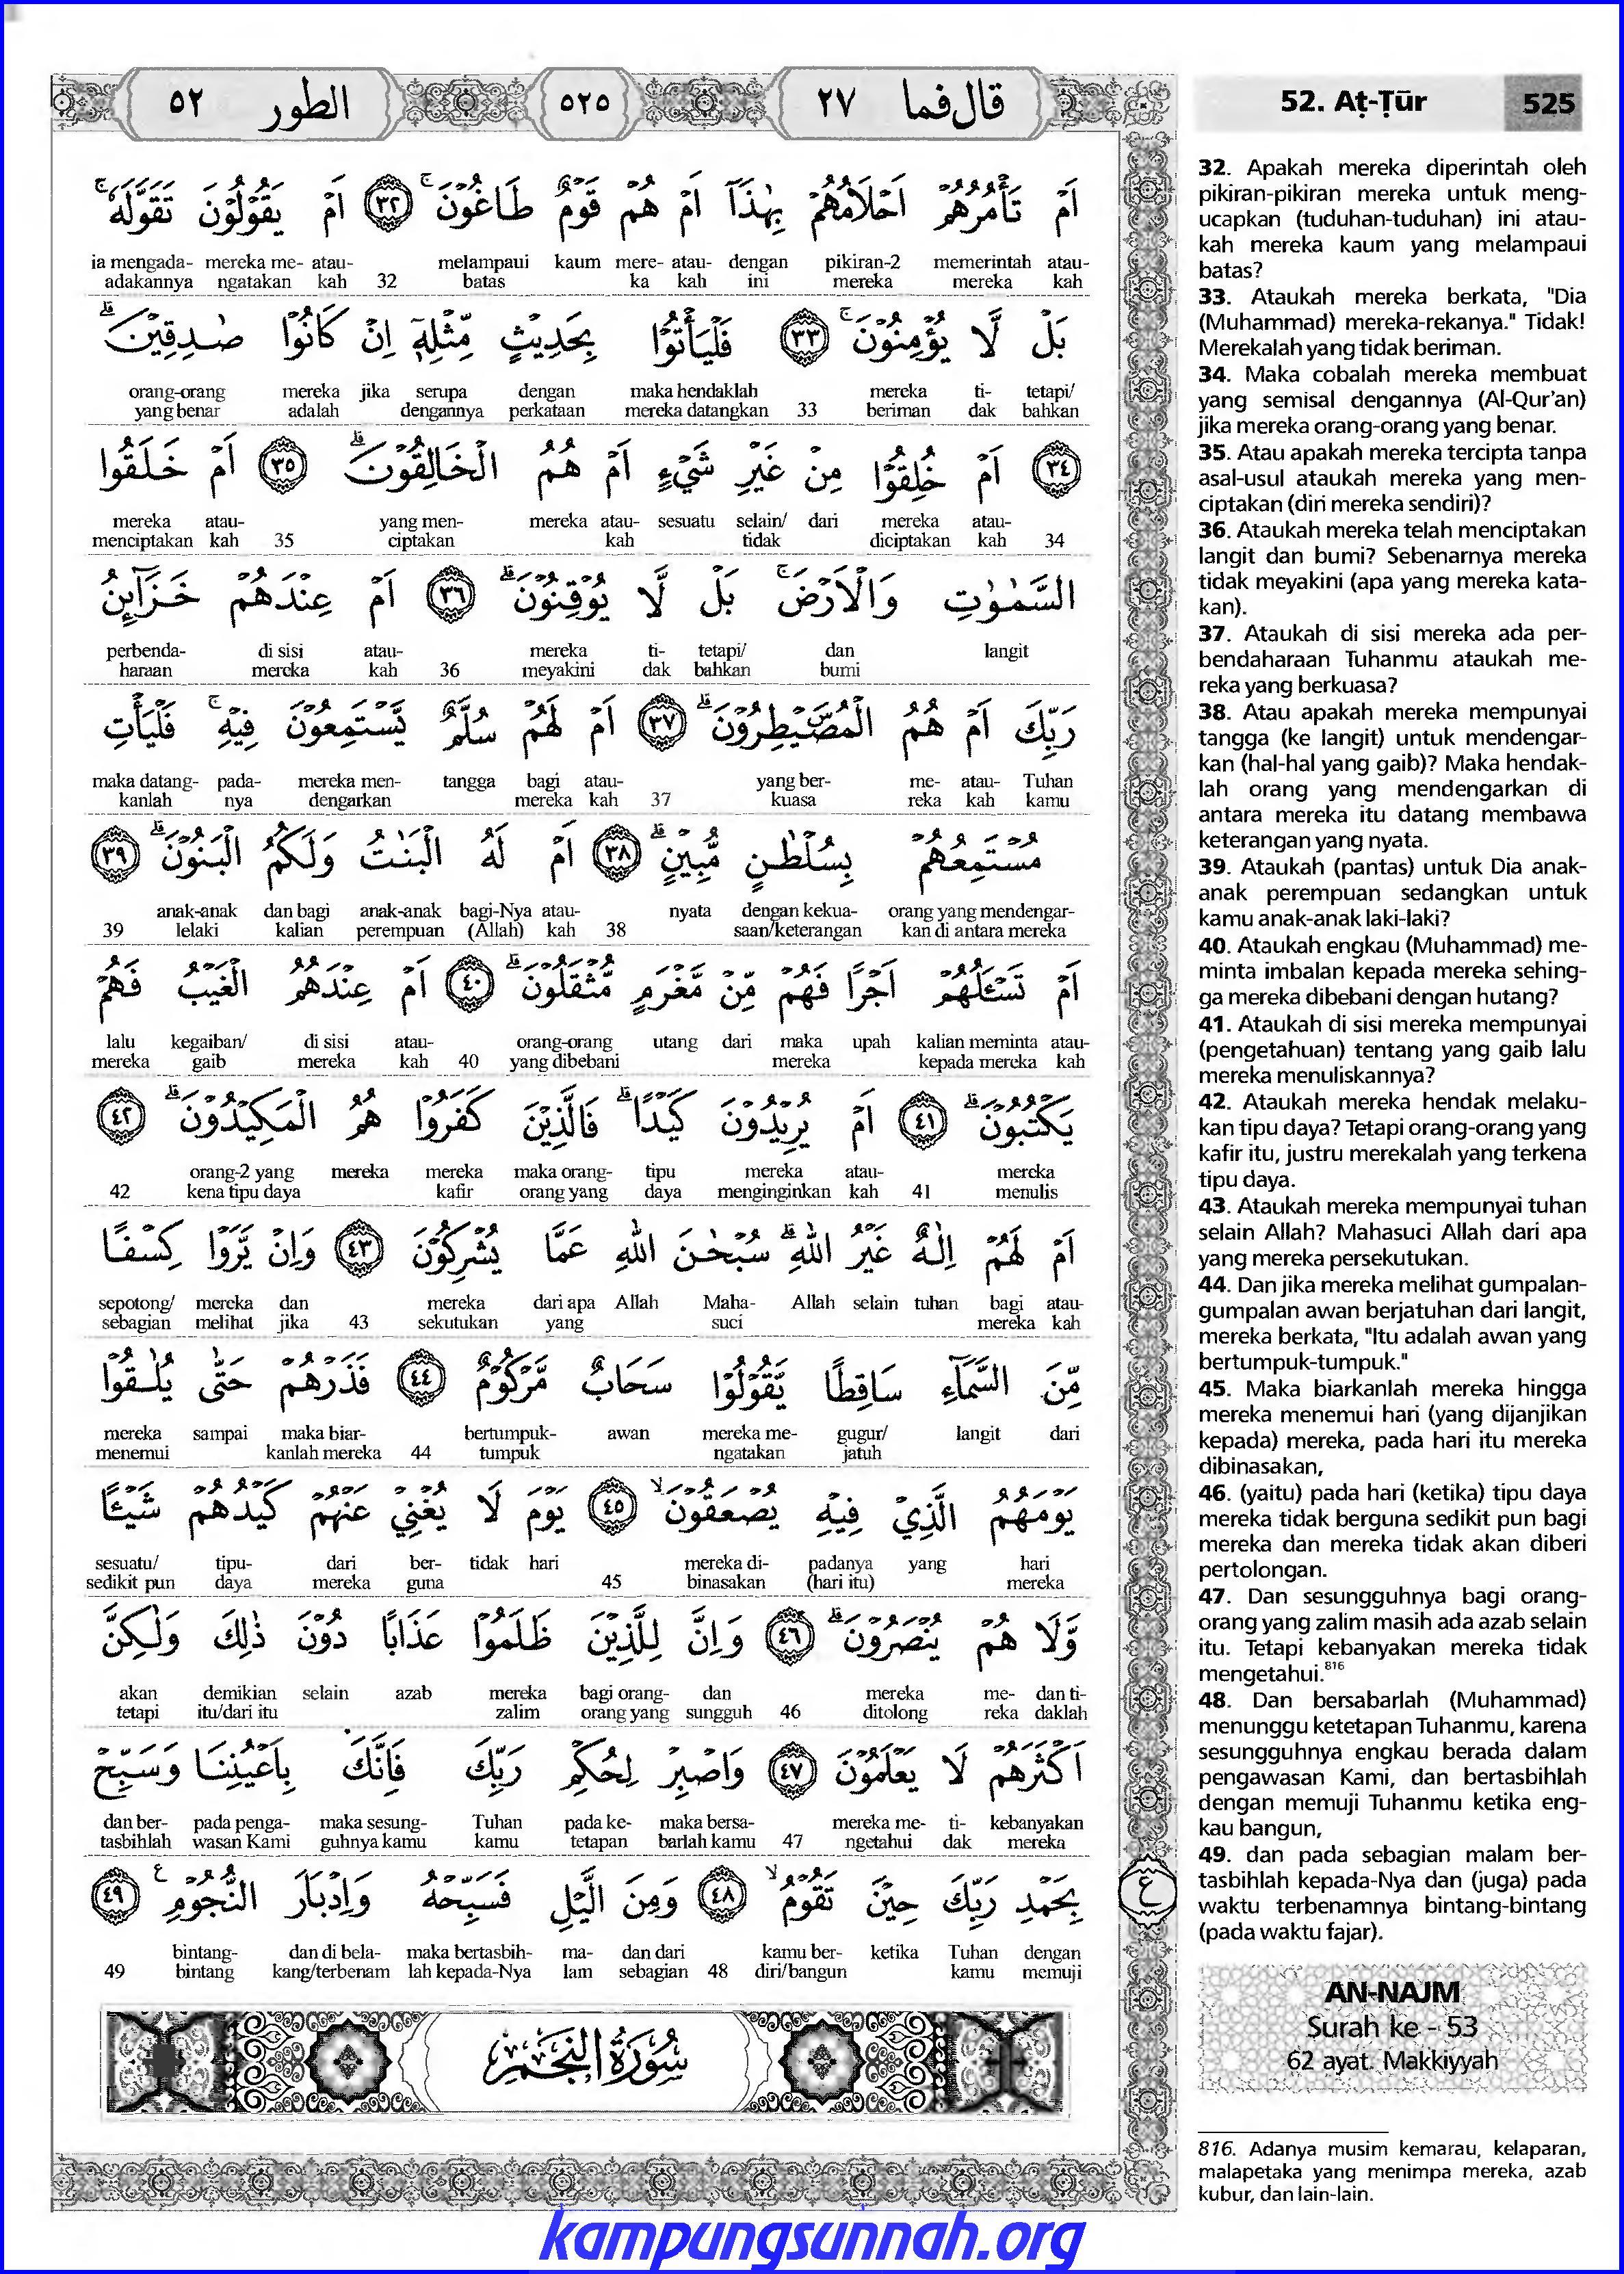 الطور ٥٢
٥٢٥
قال فما ٢٧
52. Aṭ-Ṭūr 525
اَمْ تَأْمُرُهُمْ اَحْلَامُهُمْ بِهٰذَآ اَمْ هُمْ قَوْمٌ طَاغُوْنَۚ ٣٢ اَمْ يَقُوْلُوْنَ تَقَوَّلَهٗۚ
ia mengada- mereka me- atau- melampaui kaum mere- atau- dengan pikiran-2 memerintah atau-
adakannya ngatakan kah 32 batas ka kah ini mereka mereka kah
بَلْ لَّا يُؤْمِنُوْنَۚ ٣٣ فَلْيَأْتُوْا بِحَدِيْثٍ مِّثْلِهٖٓ اِنْ كَانُوْا صٰدِقِيْنَۗ
orang-orang mereka jika serupa dengan maka hendaklah mereka ti- tetapi/
yang benar adalah dengannya perkataan mereka datangkan 33 beriman dak bahkan
٣٤ اَمْ خُلِقُوْا مِنْ غَيْرِ شَيْءٍ اَمْ هُمُ الْخَالِقُوْنَۗ ٣٥ اَمْ خَلَقُوا
mereka atau- yang men- mereka atau- sesuatu selain/ dari mereka atau-
menciptakan kah 35 ciptakan kah tidak diciptakan kah 34
السَّمٰوٰتِ وَالْاَرْضَۚ بَلْ لَّا يُوْقِنُوْنَۗ ٣٦ اَمْ عِنْدَهُمْ خَزَاۤىِٕنُ
perbenda- di sisi atau- mereka ti- tetapi/ dan langit
haraan mereka kah 36 meyakini dak bahkan bumi
رَبِّكَ اَمْ هُمُ الْمُصَۣيْطِرُوْنَۗ ٣٧ اَمْ لَهُمْ سُلَّمٌ يَّسْتَمِعُوْنَ فِيْهِۚ فَلْيَأْتِ
maka datang- pada- mereka men- tangga bagi atau- yang ber- me- atau- Tuhan
kanlah nya dengarkan mereka kah 37 kuasa reka kah kamu
مُسْتَمِعُهُمْ بِسُلْطٰنٍ مُّبِيْنٍۗ ٣٨ اَمْ لَهُ الْبَنٰتُ وَلَكُمُ الْبَنُوْنَۗ ٣٩
anak-anak dan bagi anak-anak bagi-Nya atau- nyata dengan kekua- orang yang mendengar-
39 lelaki kalian perempuan (Allah) kah 38 saan/keterangan kan di antara mereka
اَمْ تَسْـَٔلُهُمْ اَجْرًا فَهُمْ مِّنْ مَّغْرَمٍ مُّثْقَلُوْنَۗ ٤٠ اَمْ عِنْدَهُمُ الْغَيْبُ فَهُمْ
lalu kegaiban/ di sisi atau- orang-orang utang dari maka upah kalian meminta atau-
mereka gaib mereka kah 40 yang dibebani mereka kepada mereka kah
يَكْتُبُوْنَۗ ٤١ اَمْ يُرِيْدُوْنَ كَيْدًاۗ فَالَّذِيْنَ كَفَرُوْا هُمُ الْمَكِيْدُوْنَۗ ٤٢
orang-2 yang mereka mereka maka orang- tipu mereka atau- mereka
42 kena tipu daya kafir orang yang daya menginginkan kah 41 menulis
اَمْ لَهُمْ اِلٰهٌ غَيْرُ اللّٰهِۗ سُبْحٰنَ اللّٰهِ عَمَّا يُشْرِكُوْنَ ٤٣ وَاِنْ يَّرَوْا كِسْفًا
sepotong/ mereka dan mereka dari apa Allah Maha- Allah selain tuhan bagi atau-
sebagian melihat jika 43 sekutukan yang suci mereka kah
مِّنَ السَّمَاۤءِ سَاقِطًا يَّقُوْلُوْا سَحَابٌ مَّرْكُوْمٌ ٤٤ فَذَرْهُمْ حَتّٰى يُلٰقُوْا
mereka sampai maka biar- bertumpuk- awan mereka me- gugur/ langit dari
menemui kanlah mereka 44 tumpuk ngatakan jatuh
يَوْمَهُمُ الَّذِيْ فِيْهِ يُصْعَقُوْنَۙ ٤٥ يَوْمَ لَا يُغْنِيْ عَنْهُمْ كَيْدُهُمْ شَيْـًٔا
sesuatu/ tipu- dari ber- tidak hari mereka di- padanya yang hari
sedikit pun daya mereka guna 45 binasakan (hari itu) mereka
وَّلَا هُمْ يُنْصَرُوْنَۗ ٤٦ وَاِنَّ لِلَّذِيْنَ ظَلَمُوْا عَذَابًا دُوْنَ ذٰلِكَ وَلٰكِنَّ
akan demikian selain azab mereka bagi orang- dan mereka me- dan ti-
tetapi itu/dari itu zalim orang yang sungguh 46 ditolong reka daklah
اَكْثَرَهُمْ لَا يَعْلَمُوْنَ ٤٧ وَاصْبِرْ لِحُكْمِ رَبِّكَ فَاِنَّكَ بِاَعْيُنِنَا وَسَبِّحْ
dan ber- pada penga- maka sesung- Tuhan pada ke- maka bersa- mereka me- ti- kebanyakan
tasbihlah wasan Kami guhnya kamu kamu tetapan barlah kamu 47 ngetahui dak mereka
بِحَمْدِ رَبِّكَ حِيْنَ تَقُوْمُۙ ٤٨ وَمِنَ الَّيْلِ فَسَبِّحْهُ وَاِدْبَارَ النُّجُوْمِ ࣖ ٤٩
bintang- dan di bela- maka bertasbih- ma- dan dari kamu ber- ketika Tuhan dengan
49 bintang kang/terbenam lah kepada-Nya lam sebagian 48 diri/bangun kamu memuji
ع
سُوْرَةُ النَّجْمِ
32. Apakah mereka diperintah oleh
pikiran-pikiran mereka untuk meng-
ucapkan (tuduhan-tuduhan) ini atau-
kah mereka kaum yang melampaui
batas?
33. Ataukah mereka berkata, "Dia
(Muhammad) mereka-rekanya." Tidak!
Merekalah yang tidak beriman.
34. Maka cobalah mereka membuat
yang semisal dengannya (Al-Qur'an)
jika mereka orang-orang yang benar.
35. Atau apakah mereka tercipta tanpa
asal-usul ataukah mereka yang men-
ciptakan (diri mereka sendiri)?
36. Ataukah mereka telah menciptakan
langit dan bumi? Sebenarnya mereka
tidak meyakini (apa yang mereka kata-
kan).
37. Ataukah di sisi mereka ada per-
bendaharaan Tuhanmu ataukah me-
reka yang berkuasa?
38. Atau apakah mereka mempunyai
tangga (ke langit) untuk mendengar-
kan (hal-hal yang gaib)? Maka hendak-
lah orang yang mendengarkan di
antara mereka itu datang membawa
keterangan yang nyata.
39. Ataukah (pantas) untuk Dia anak-
anak perempuan sedangkan untuk
kamu anak-anak laki-laki?
40. Ataukah engkau (Muhammad) me-
minta imbalan kepada mereka sehing-
ga mereka dibebani dengan hutang?
41. Ataukah di sisi mereka mempunyai
(pengetahuan) tentang yang gaib lalu
mereka menuliskannya?
42. Ataukah mereka hendak melaku-
kan tipu daya? Tetapi orang-orang yang
kafir itu, justru merekalah yang terkena
tipu daya.
43. Ataukah mereka mempunyai tuhan
selain Allah? Mahasuci Allah dari apa
yang mereka persekutukan.
44. Dan jika mereka melihat gumpalan-
gumpalan awan berjatuhan dari langit,
mereka berkata, "Itu adalah awan yang
bertumpuk-tumpuk."
45. Maka biarkanlah mereka hingga
mereka menemui hari (yang dijanjikan
kepada) mereka, pada hari itu mereka
dibinasakan,
46. (yaitu) pada hari (ketika) tipu daya
mereka tidak berguna sedikit pun bagi
mereka dan mereka tidak akan diberi
pertolongan.
47. Dan sesungguhnya bagi orang-
orang yang zalim masih ada azab selain
itu. Tetapi kebanyakan mereka tidak
mengetahui.⁸¹⁶
48. Dan bersabarlah (Muhammad)
menunggu ketetapan Tuhanmu, karena
sesungguhnya engkau berada dalam
pengawasan Kami, dan bertasbihlah
dengan memuji Tuhanmu ketika eng-
kau bangun,
49. dan pada sebagian malam ber-
tasbihlah kepada-Nya dan (juga) pada
waktu terbenamnya bintang-bintang
(pada waktu fajar).
AN-NAJM
Surah ke - 53
62 ayat. Makkiyyah
816. Adanya musim kemarau, kelaparan,
malapetaka yang menimpa mereka, azab
kubur, dan lain-lain.
kampungsunnah.org